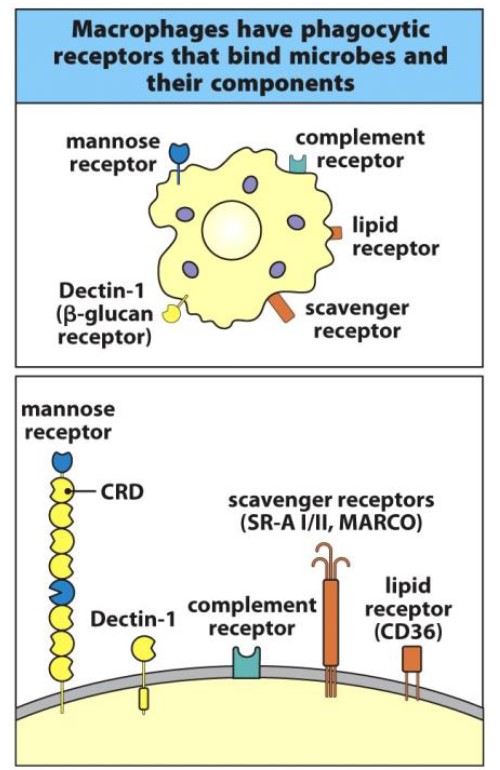 Macrophages have phagocytic
receptors that bind microbes and
their components
mannose
receptor
complement
receptor
lipid
receptor
Dectin-1
(β-glucan
receptor)
scavenger
receptor
mannose
receptor
CRD
scavenger receptors
(SR-A I/II, MARCO)
Dectin-1
complement
receptor
lipid
receptor
(CD36)